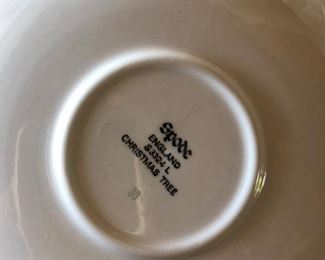 Spode
ENGLAND
S3324 L
CHRISTMAS TREE